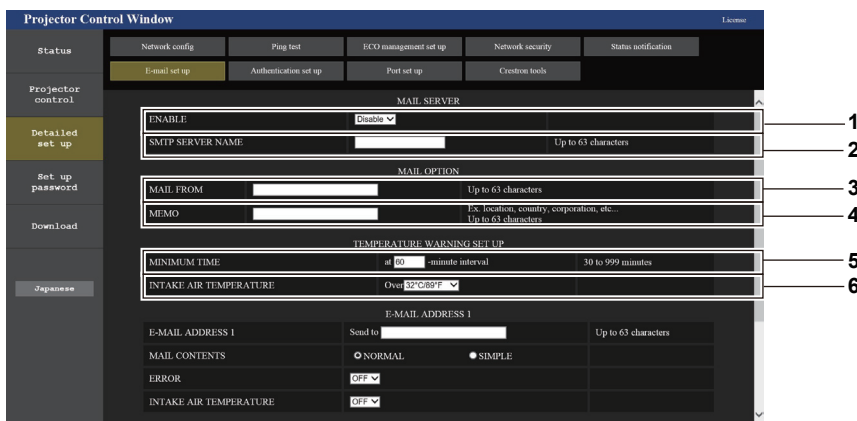 Projector Control Window License
Status
Network config Ping test ECO management set up Network security Status notification
E-mail set up Authentication set up Port set up Crestron tools
Projector
control
Detailed
set up
Set up
password
Download
Japanese
MAIL SERVER
ENABLE Disable 1
SMTP SERVER NAME Up to 63 characters 2
MAIL OPTION
MAIL FROM Up to 63 characters 3
MEMO Ex. location, country, corporation, etc... 4
Up to 63 characters
TEMPERATURE WARNING SET UP
MINIMUM TIME at 60 -minute interval 30 to 999 minutes 5
INTAKE AIR TEMPERATURE Over 32°C/89°F 6
E-MAIL ADDRESS 1
E-MAIL ADDRESS 1 Send to Up to 63 characters
MAIL CONTENTS NORMAL SIMPLE
ERROR OFF
INTAKE AIR TEMPERATURE OFF